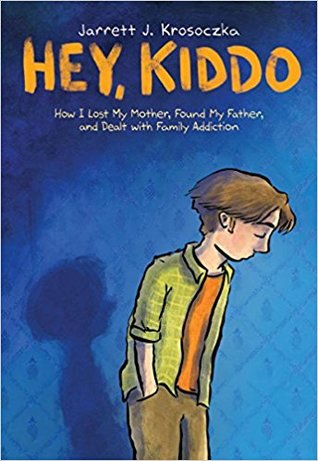 Jarrett J. Krosoczka
HEY, KIDDO
How I Lost My Mother, Found My Father,
and Dealt with Family Addiction